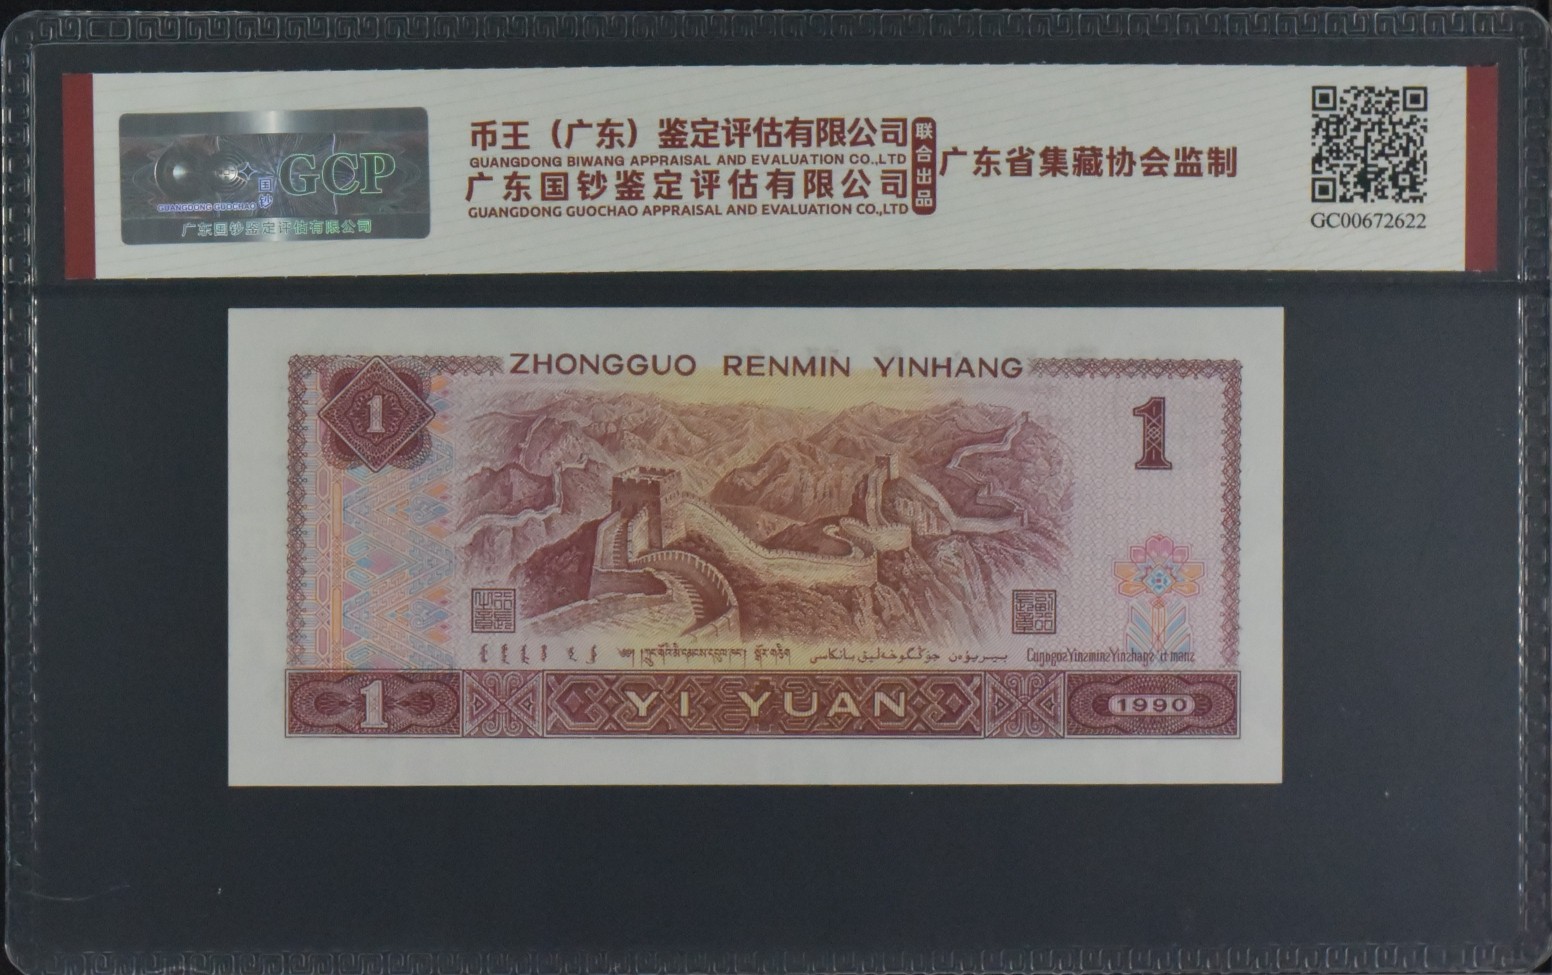 GCP
国钞
GUANGDONG GUOCHAO
广东国钞鉴定评估有限公司
币王（广东）鉴定评估有限公司
GUANGDONG BIWANG APPRAISAL AND EVALUATION CO.,LTD
广东国钞鉴定评估有限公司
GUANGDONG GUOCHAO APPRAISAL AND EVALUATION CO.,LTD
联合出品
广东省集藏协会监制
GC00672622
ZHONGGUO RENMIN YINHANG
1
1
1
YI YUAN
1990